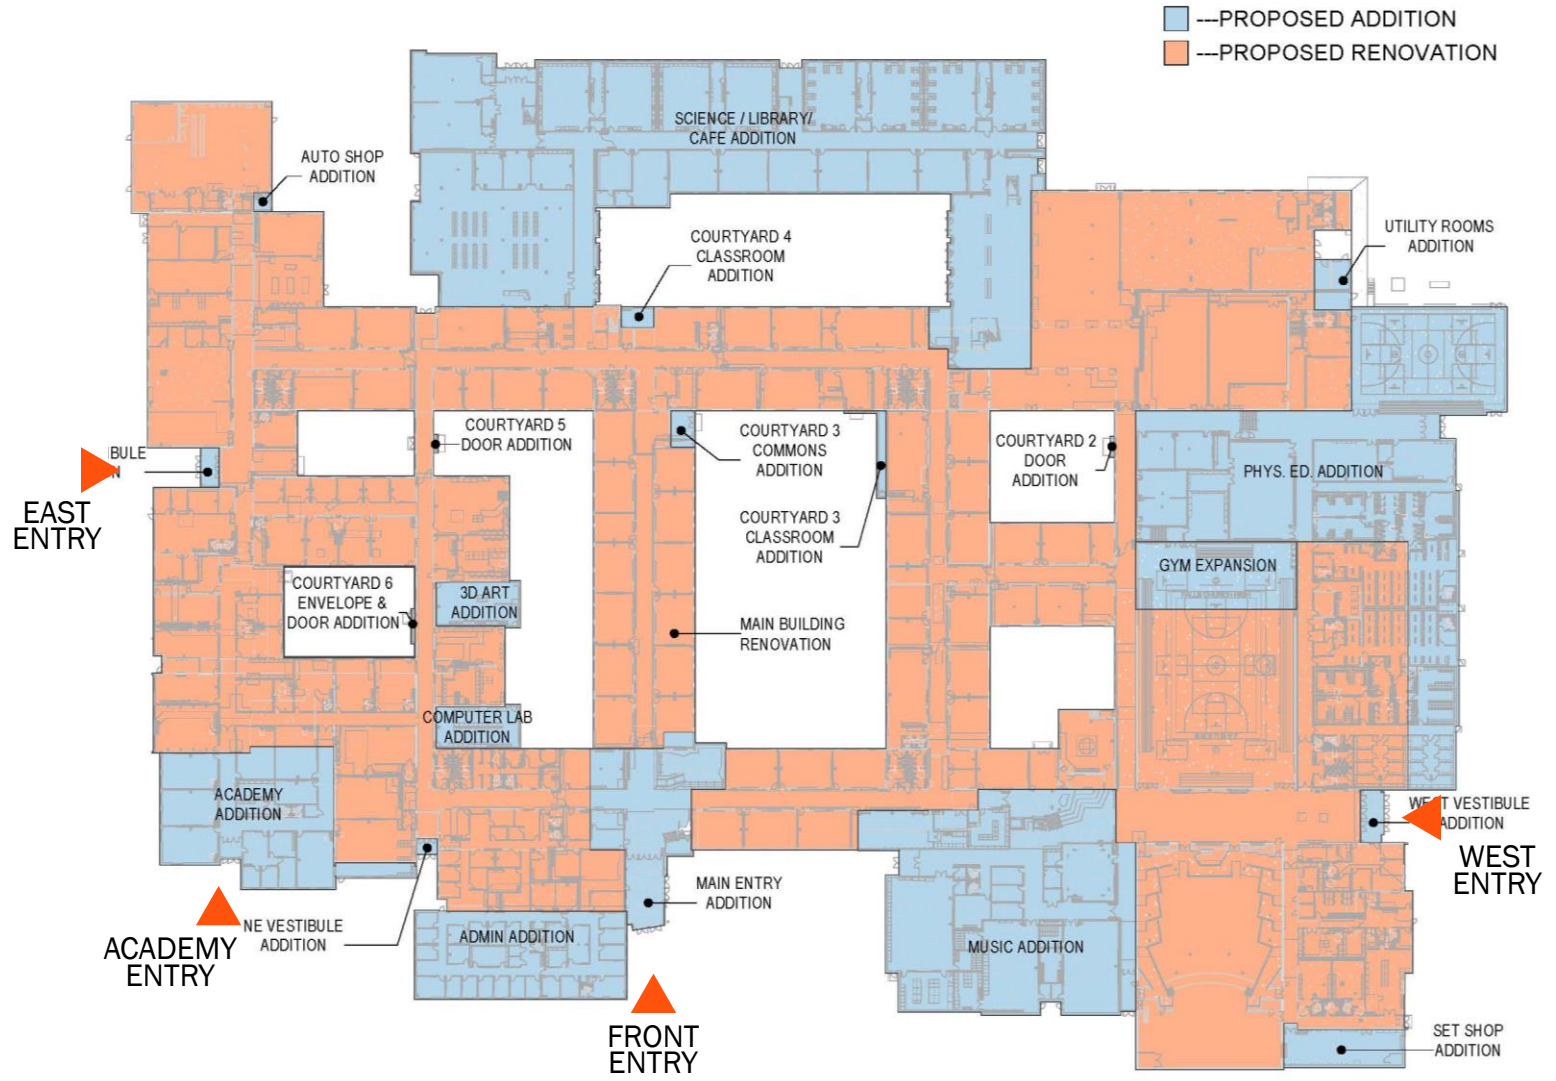 ---PROPOSED ADDITION
---PROPOSED RENOVATION
SCIENCE / LIBRARY/
CAFE ADDITION
AUTO SHOP
ADDITION
COURTYARD 4
CLASSROOM
ADDITION
UTILITY ROOMS
ADDITION
COURTYARD 5
DOOR ADDITION
COURTYARD 3
COMMONS
ADDITION
COURTYARD 2
DOOR
ADDITION
PHYS. ED. ADDITION
EAST
ENTRY
COURTYARD 3
CLASSROOM
ADDITION
GYM EXPANSION
COURTYARD 6
ENVELOPE &
DOOR ADDITION
3D ART
ADDITION
MAIN BUILDING
RENOVATION
COMPUTER LAB
ADDITION
ACADEMY
ADDITION
WEST VESTIBULE
ADDITION
WEST
ENTRY
MAIN ENTRY
ADDITION
NE VESTIBULE
ADDITION
ADMIN ADDITION
MUSIC ADDITION
ACADEMY
ENTRY
FRONT
ENTRY
SET SHOP
ADDITION